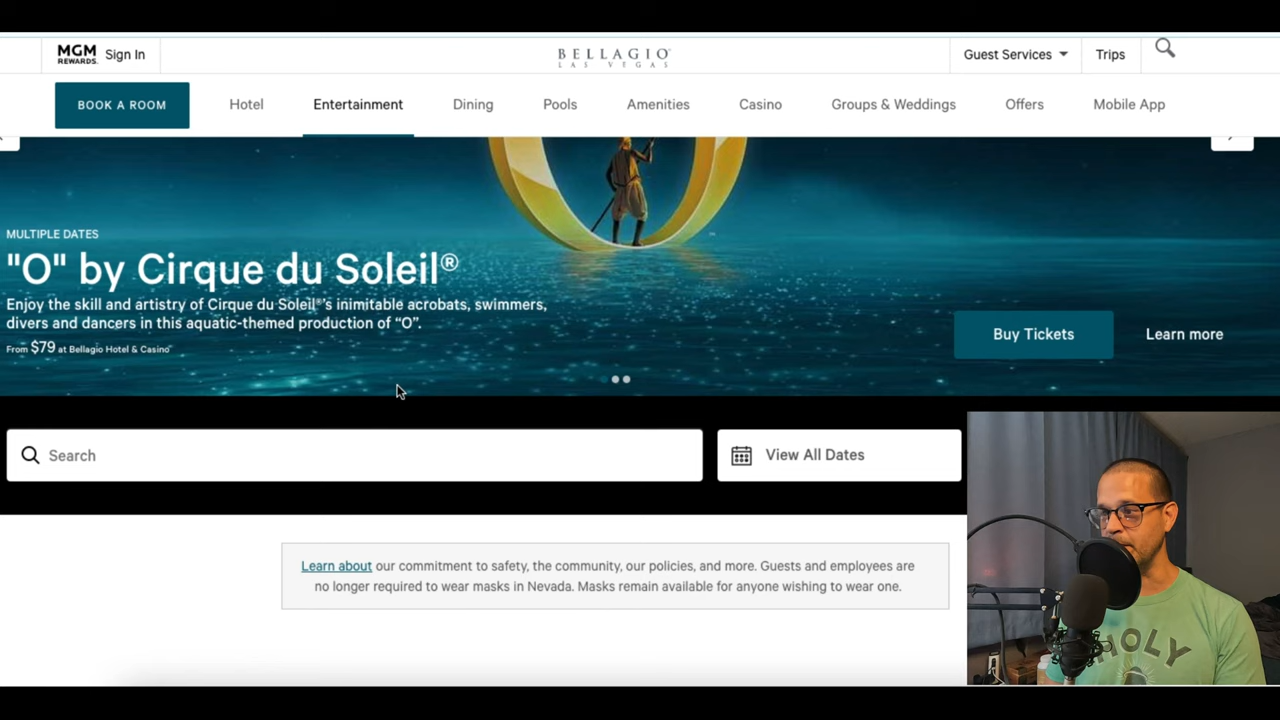 MGM REWARDS. Sign In
BELLAGIO
LAS VEGAS
Guest Services
Trips
BOOK A ROOM
Hotel
Entertainment
Dining
Pools
Amenities
Casino
Groups & Weddings
Offers
Mobile App
MULTIPLE DATES
"O" by Cirque du Soleil®
Enjoy the skill and artistry of Cirque du Soleil®'s inimitable acrobats, swimmers,
divers and dancers in this aquatic-themed production of "O".
From $79 at Bellagio Hotel & Casino
Buy Tickets
Learn more
Search
View All Dates
Learn about our commitment to safety, the community, our policies, and more. Guests and employees are
no longer required to wear masks in Nevada. Masks remain available for anyone wishing to wear one.
HOLY